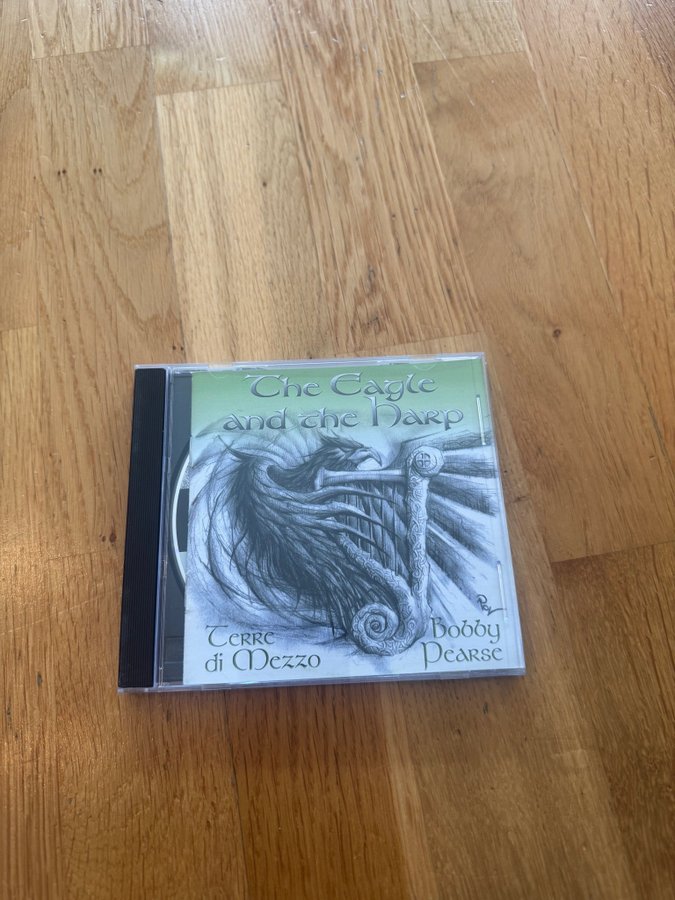 The Eagle
and the Harp
Terre
di Mezzo
Bobby
Pearse